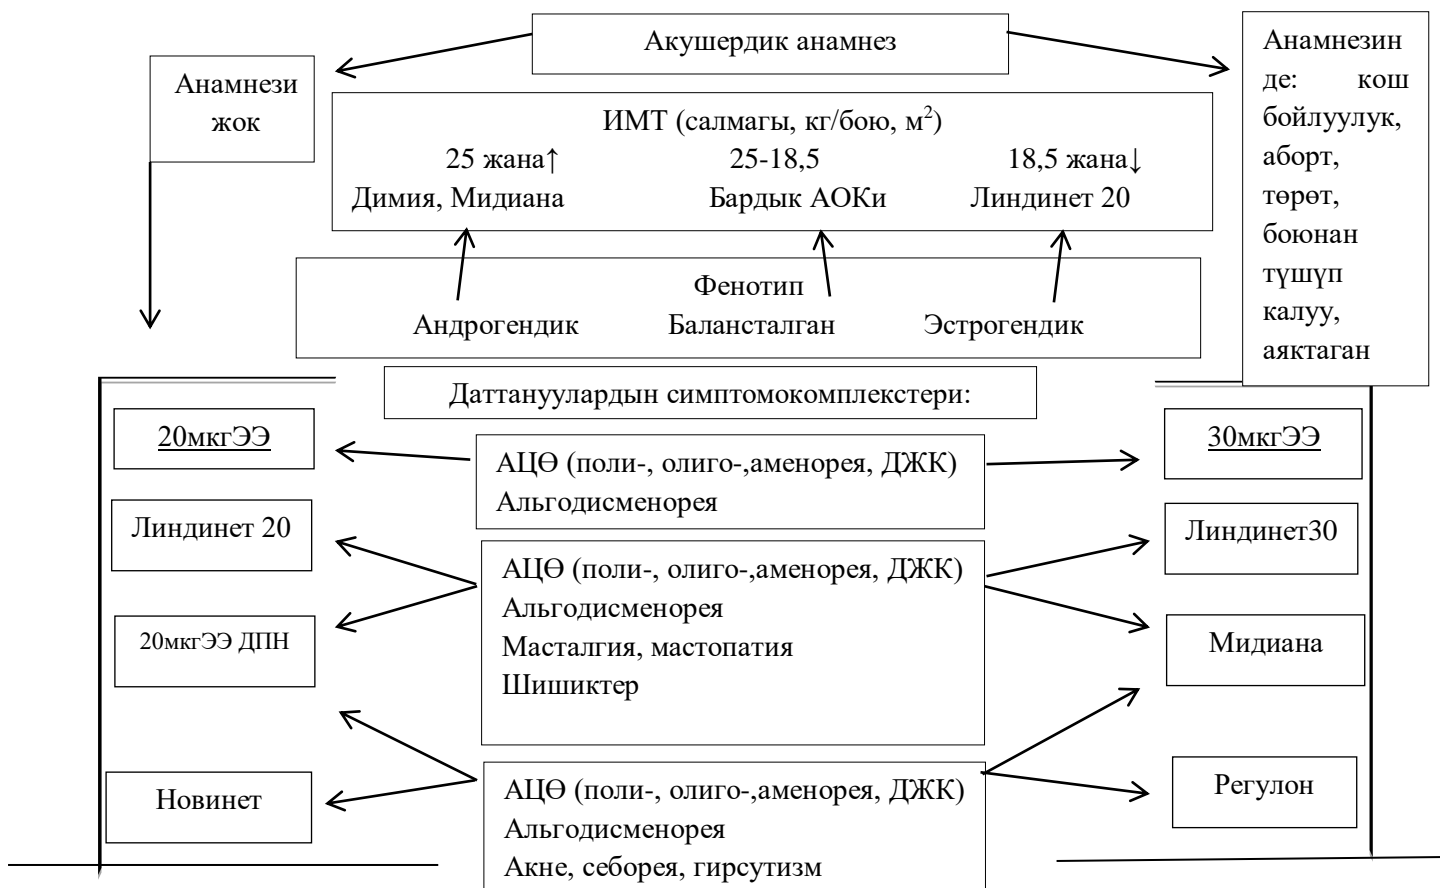 Акушердик анамнез
Анамнези
жок
Анамнезин
де: кош
бойлуулук,
аборт,
төрөт,
боюнан
түшүп
калуу,
аяктаган
ИМТ (салмагы, кг/бою, м²)
25 жана↑ 25-18,5 18,5 жана↓
Димия, Мидиана Бардык АОКи Линдинет 20
Фенотип
Андрогендик Балансталган Эстрогендик
Даттануулардын симптомокомплекстери:
20мкгЭЭ
Линдинет 20
20мкгЭЭ ДПН
Новинет
АЦӨ (поли-, олиго-,аменорея, ДЖК)
Альгодисменорея
АЦӨ (поли-, олиго-,аменорея, ДЖК)
Альгодисменорея
Масталгия, мастопатия
Шишиктер
АЦӨ (поли-, олиго-,аменорея, ДЖК)
Альгодисменорея
Акне, себорея, гирсутизм
30мкгЭЭ
Линдинет30
Мидиана
Регулон